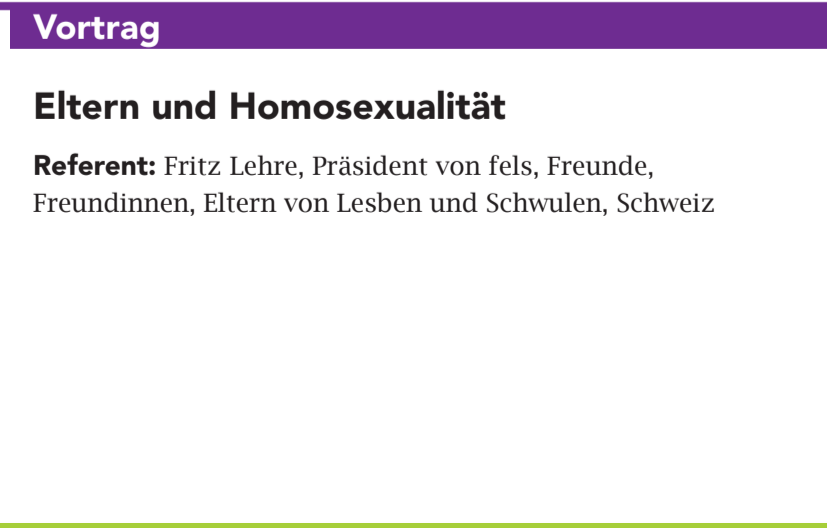 Vortrag
Eltern und Homosexualität
Referent: Fritz Lehre, Präsident von fels, Freunde,
Freundinnen, Eltern von Lesben und Schwulen, Schweiz